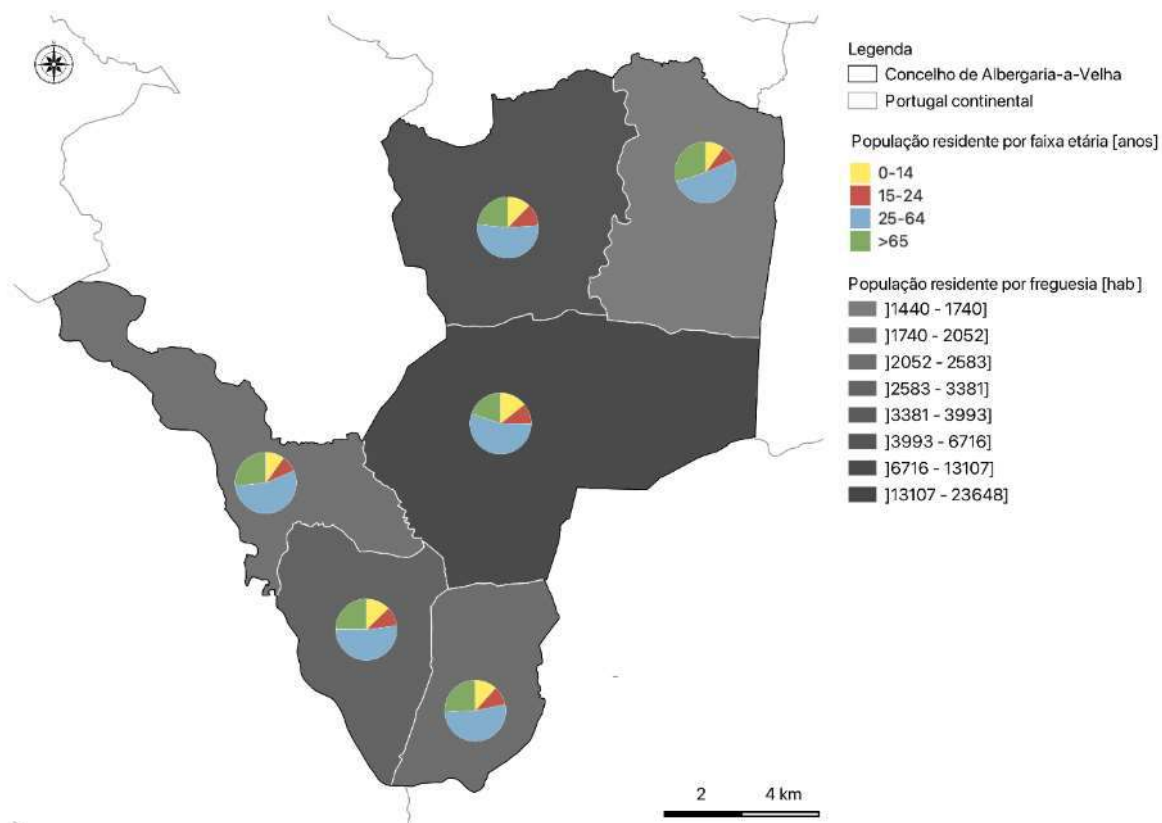 Legenda
Concelho de Albergaria-a-Velha
Portugal continental
População residente por faixa etária [anos]
0-14
15-24
25-64
>65
População residente por freguesia [hab]
]1440 - 1740]
]1740 - 2052]
]2052 - 2583]
]2583 - 3381]
]3381 - 3993]
]3993 - 6716]
]6716 - 13107]
]13107 - 23648]
2 4 km